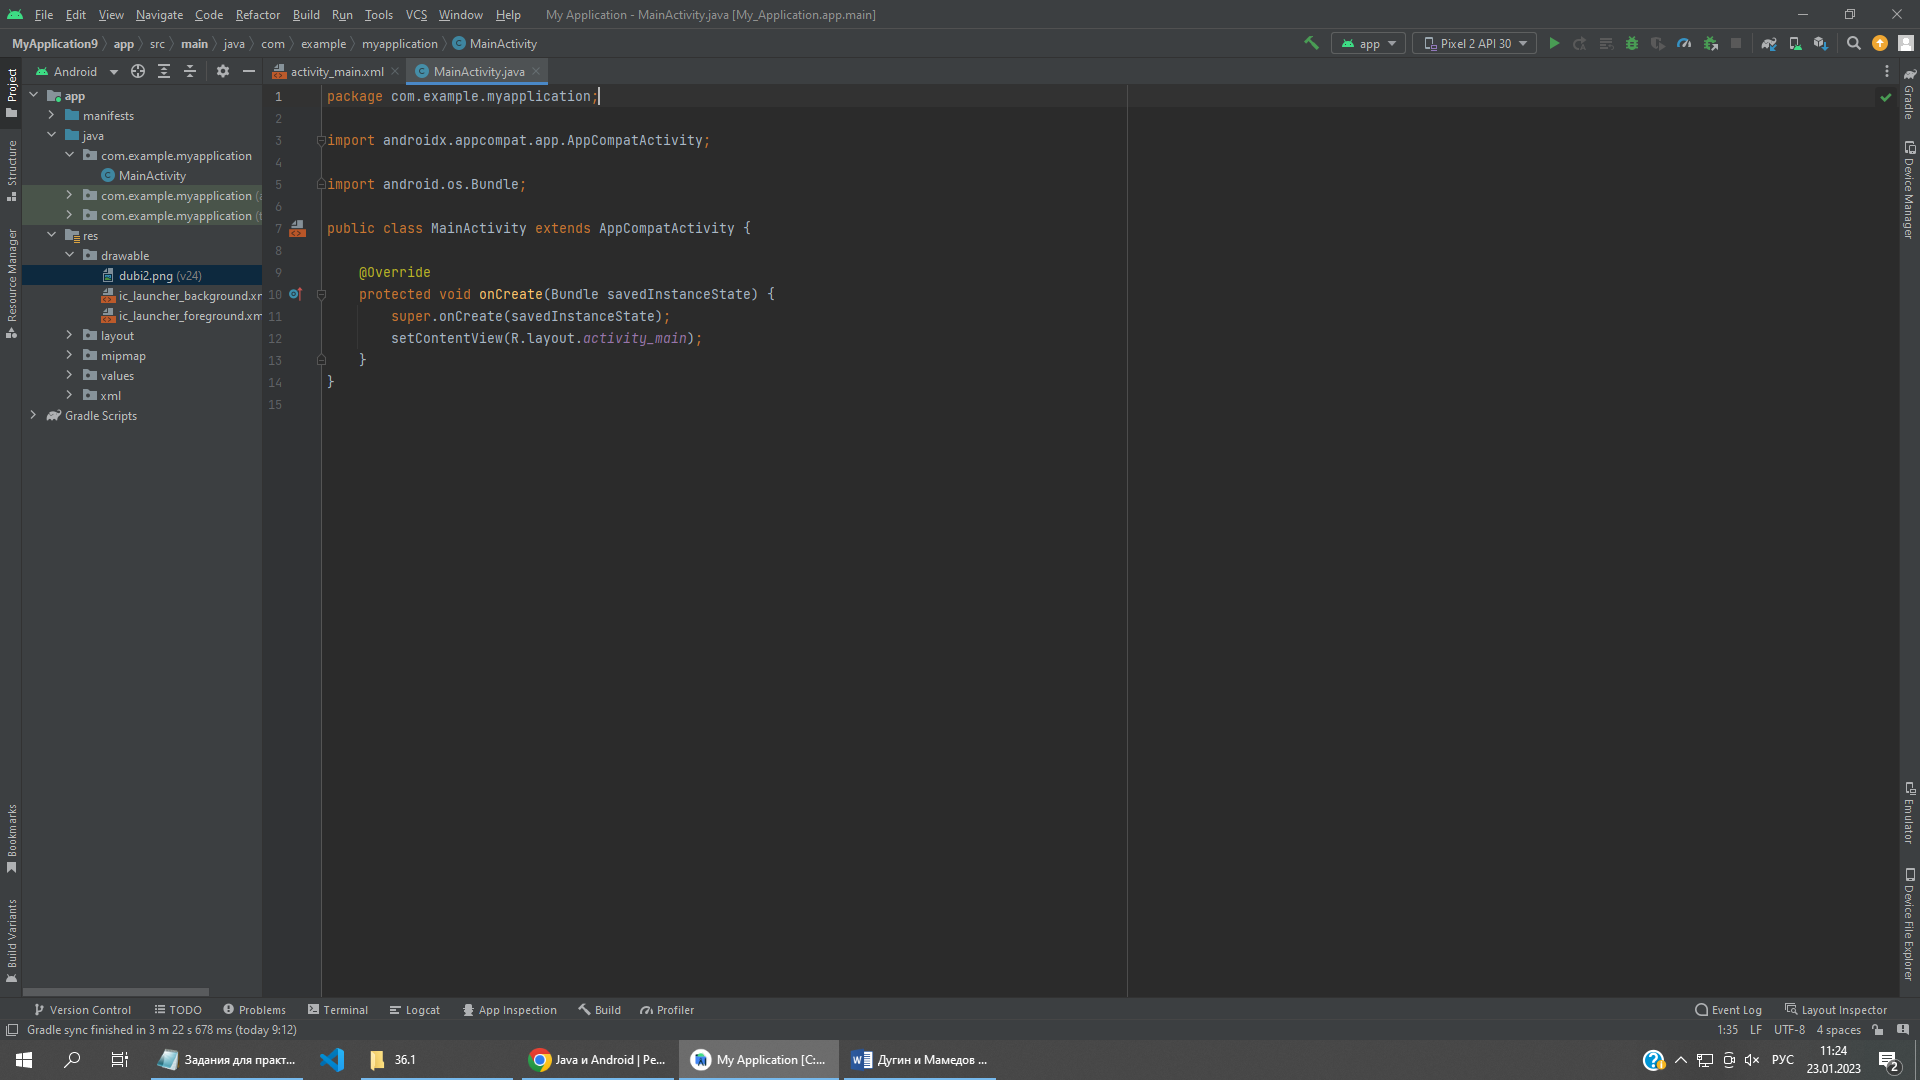 File Edit View Navigate Code Refactor Build Run Tools VCS Window Help My Application - MainActivity.java [My_Application.app.main]
MyApplication9 app src main java com example myapplication MainActivity app Pixel 2 API 30
Android
activity_main.xml
MainActivity.java
Project
Structure
Resource Manager
Bookmarks
Build Variants
app
manifests
java
com.example.myapplication
MainActivity
com.example.myapplication
com.example.myapplication
res
drawable
dubi2.png (v24)
ic_launcher_background.xm
ic_launcher_foreground.xm
layout
mipmap
values
xml
Gradle Scripts
1 package com.example.myapplication;
2
3 import androidx.appcompat.app.AppCompatActivity;
4
5 import android.os.Bundle;
6
7 public class MainActivity extends AppCompatActivity {
8
9 @Override
10 protected void onCreate(Bundle savedInstanceState) {
11 super.onCreate(savedInstanceState);
12 setContentView(R.layout.activity_main);
13 }
14 }
15
Gradle
Device Manager
Emulator
Device File Explorer
Version Control TODO Problems Terminal Logcat App Inspection Build Profiler Event Log Layout Inspector
Gradle sync finished in 3 m 22 s 678 ms (today 9:12) 1:35 LF UTF-8 4 spaces
Задания для практ... 36.1 Java и Android | Ре... My Application [C:... Дугин и Мамедов ... РУС 11:24
23.01.2023
2